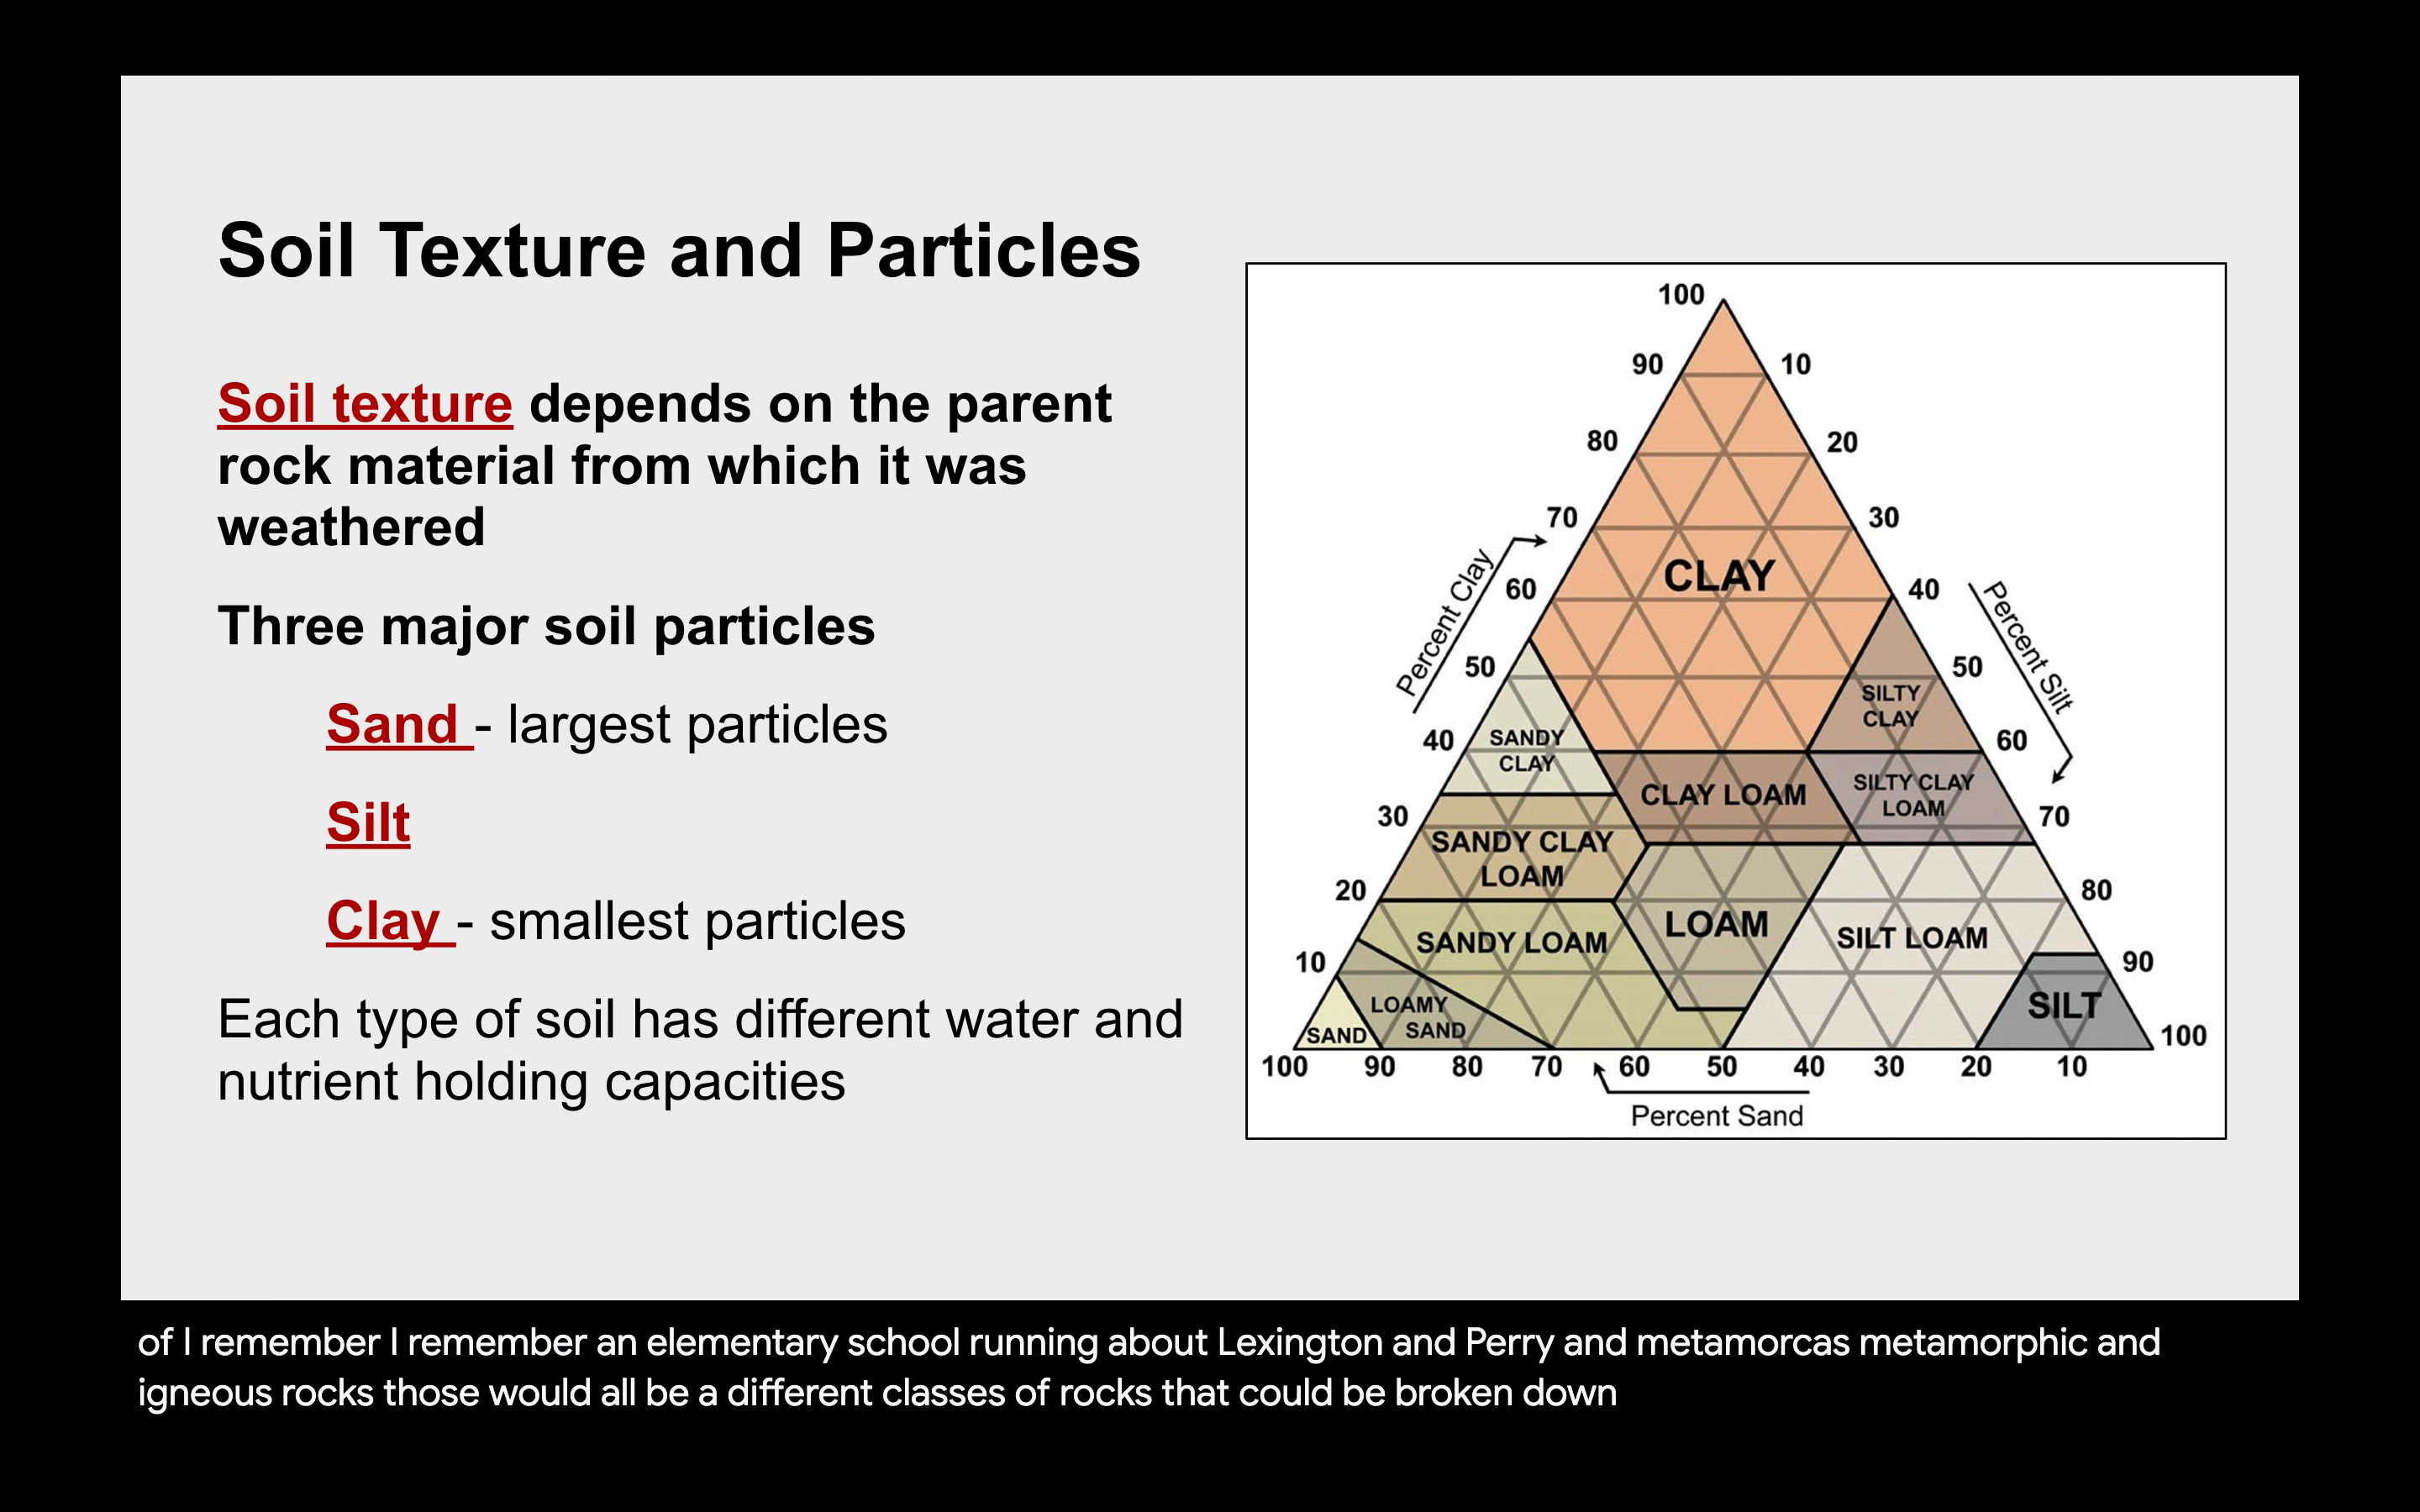 Soil Texture and Particles
Soil texture depends on the parent
rock material from which it was
weathered
Three major soil particles
Sand - largest particles
Silt
Clay - smallest particles
Each type of soil has different water and
nutrient holding capacities
100
90
10
80
20
70
30
Percent Clay
60
CLAY
40
Percent Silt
50
50
SILTY
CLAY
40
SANDY
CLAY
60
CLAY LOAM
SILTY CLAY
LOAM
30
70
SANDY CLAY
LOAM
20
80
SANDY LOAM
LOAM
SILT LOAM
10
90
LOAMY
SAND
SILT
SAND
100
100 90 80 70 60 50 40 30 20 10
Percent Sand
of I remember I remember an elementary school running about Lexington and Perry and metamorcas metamorphic and
igneous rocks those would all be a different classes of rocks that could be broken down